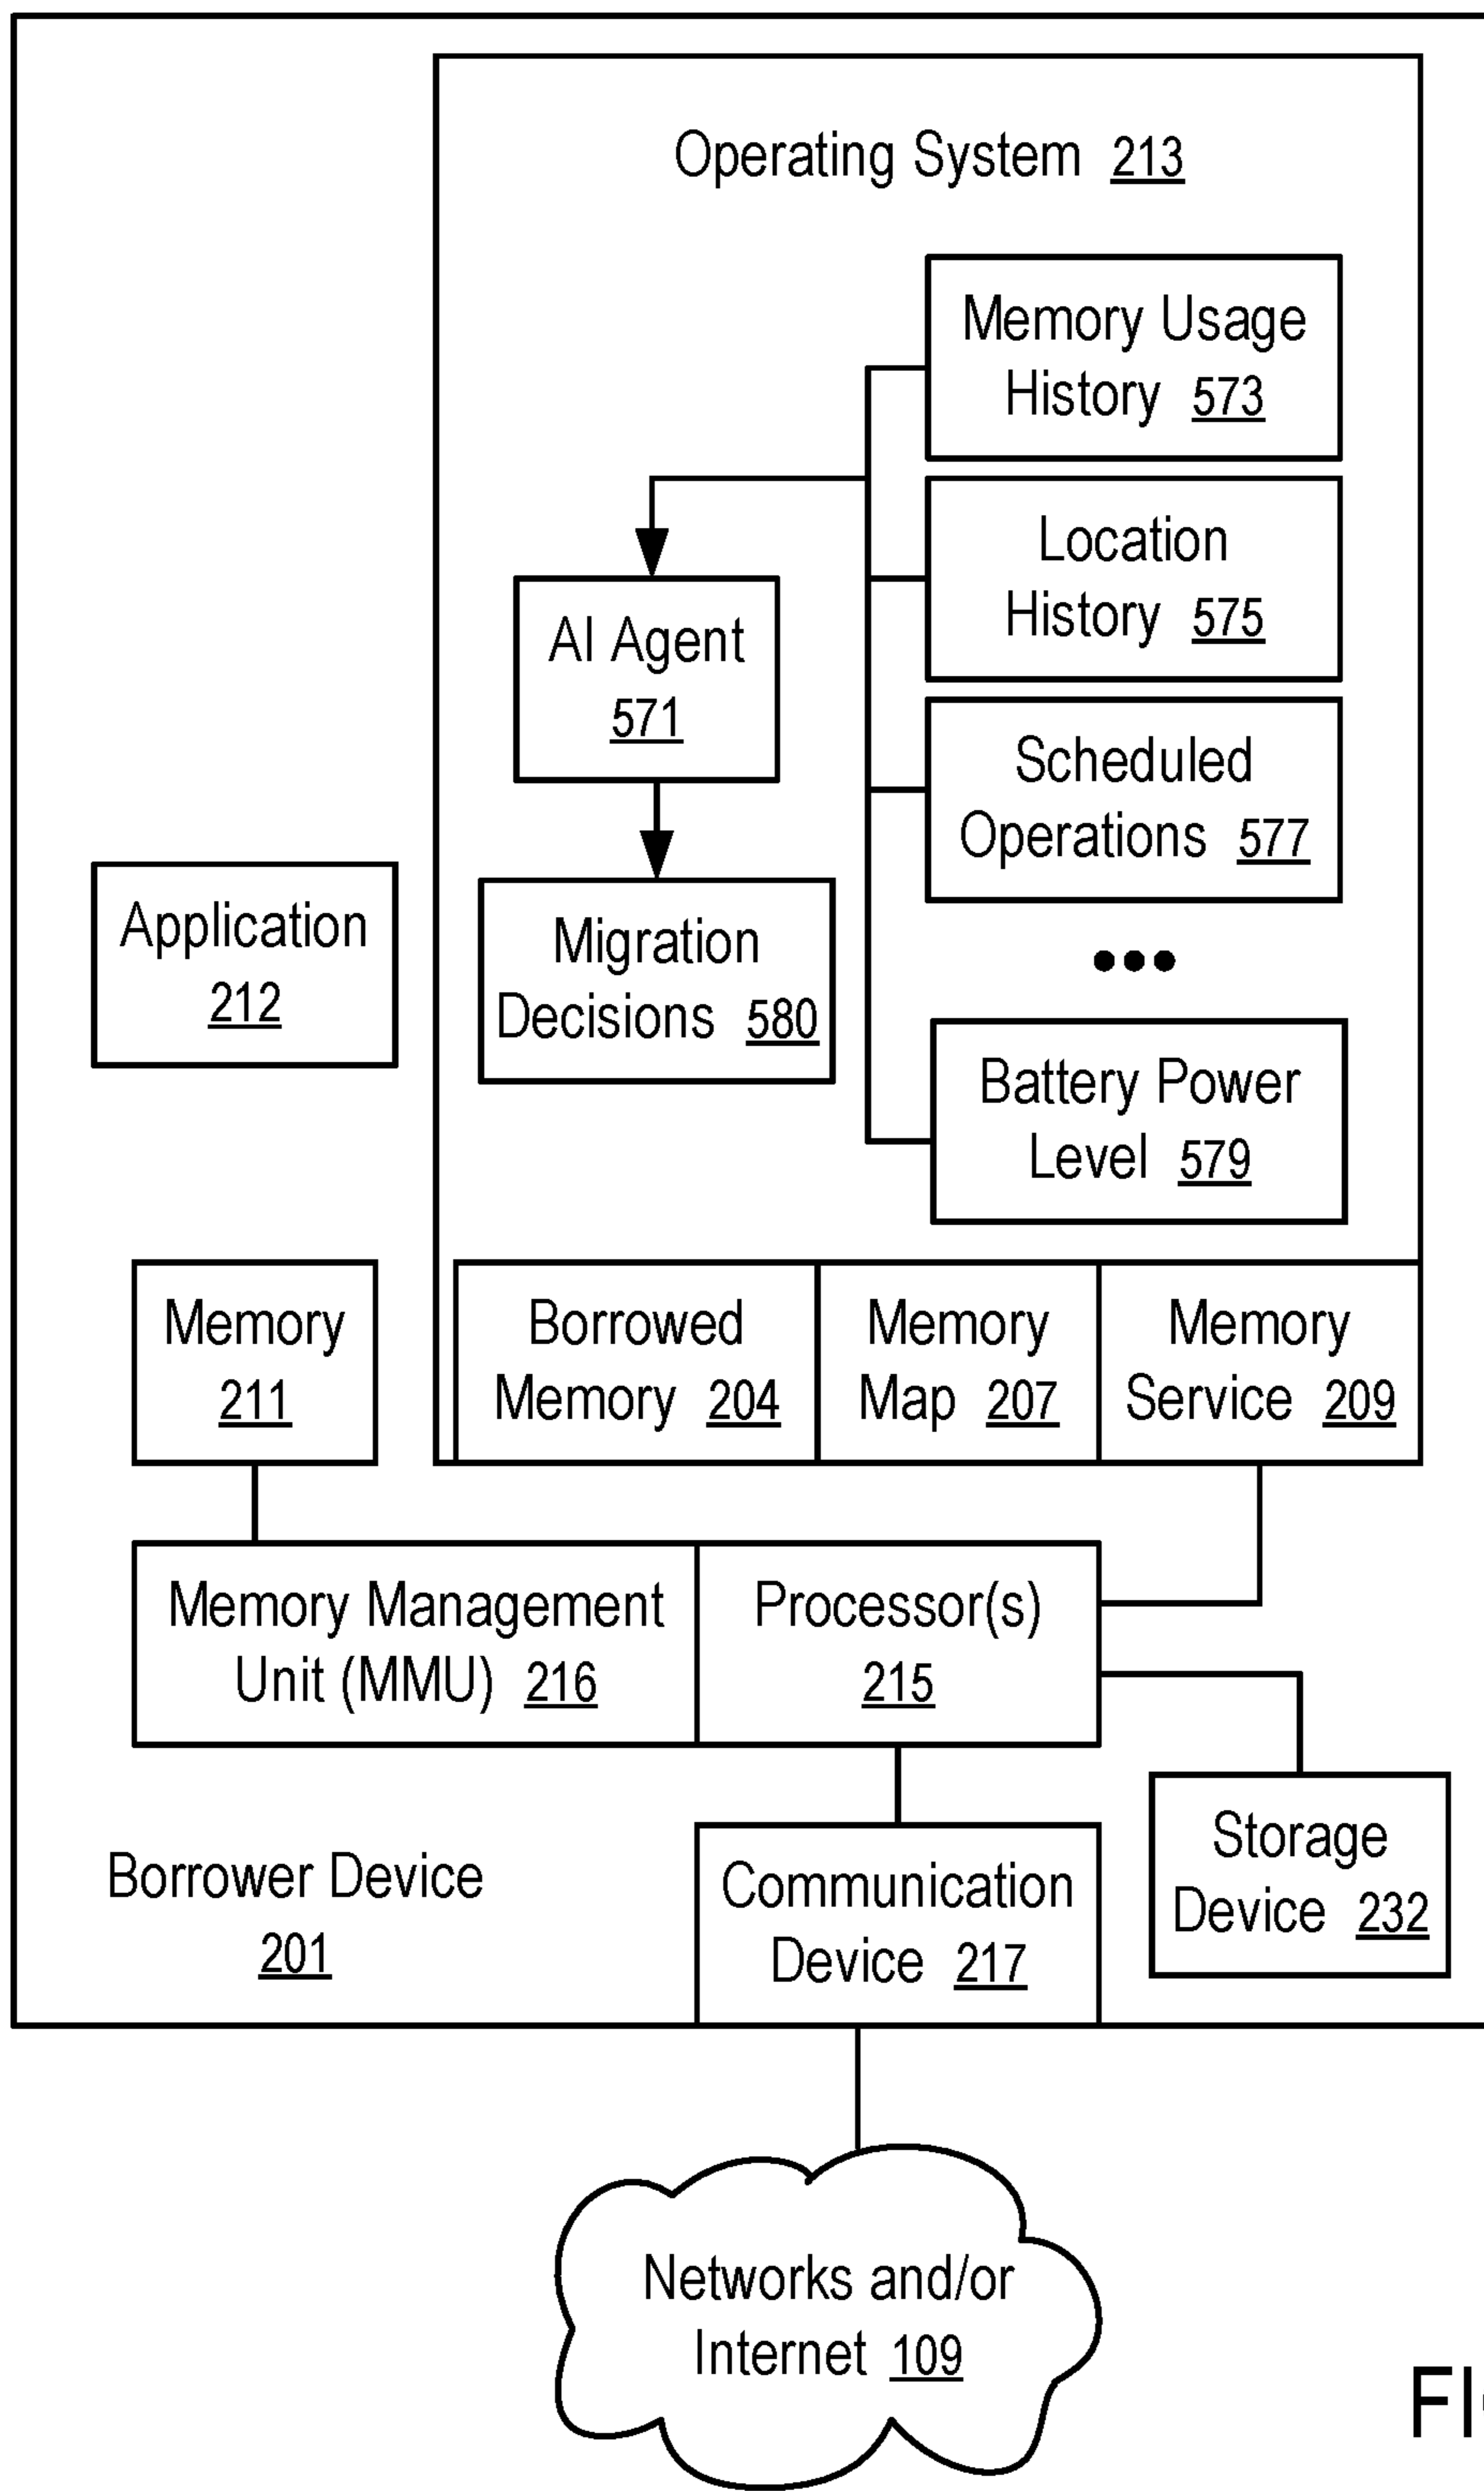 Operating System 213
Memory Usage
History 573
Location
History 575
AI Agent
571
Scheduled
Operations 577
Application
212
Migration
Decisions 580
Battery Power
Level 579
Memory
211
Borrowed
Memory 204
Memory
Map 207
Memory
Service 209
Memory Management
Unit (MMU) 216
Processor(s)
215
Storage
Device 232
Borrower Device
201
Communication
Device 217
Networks and/or
Internet 109